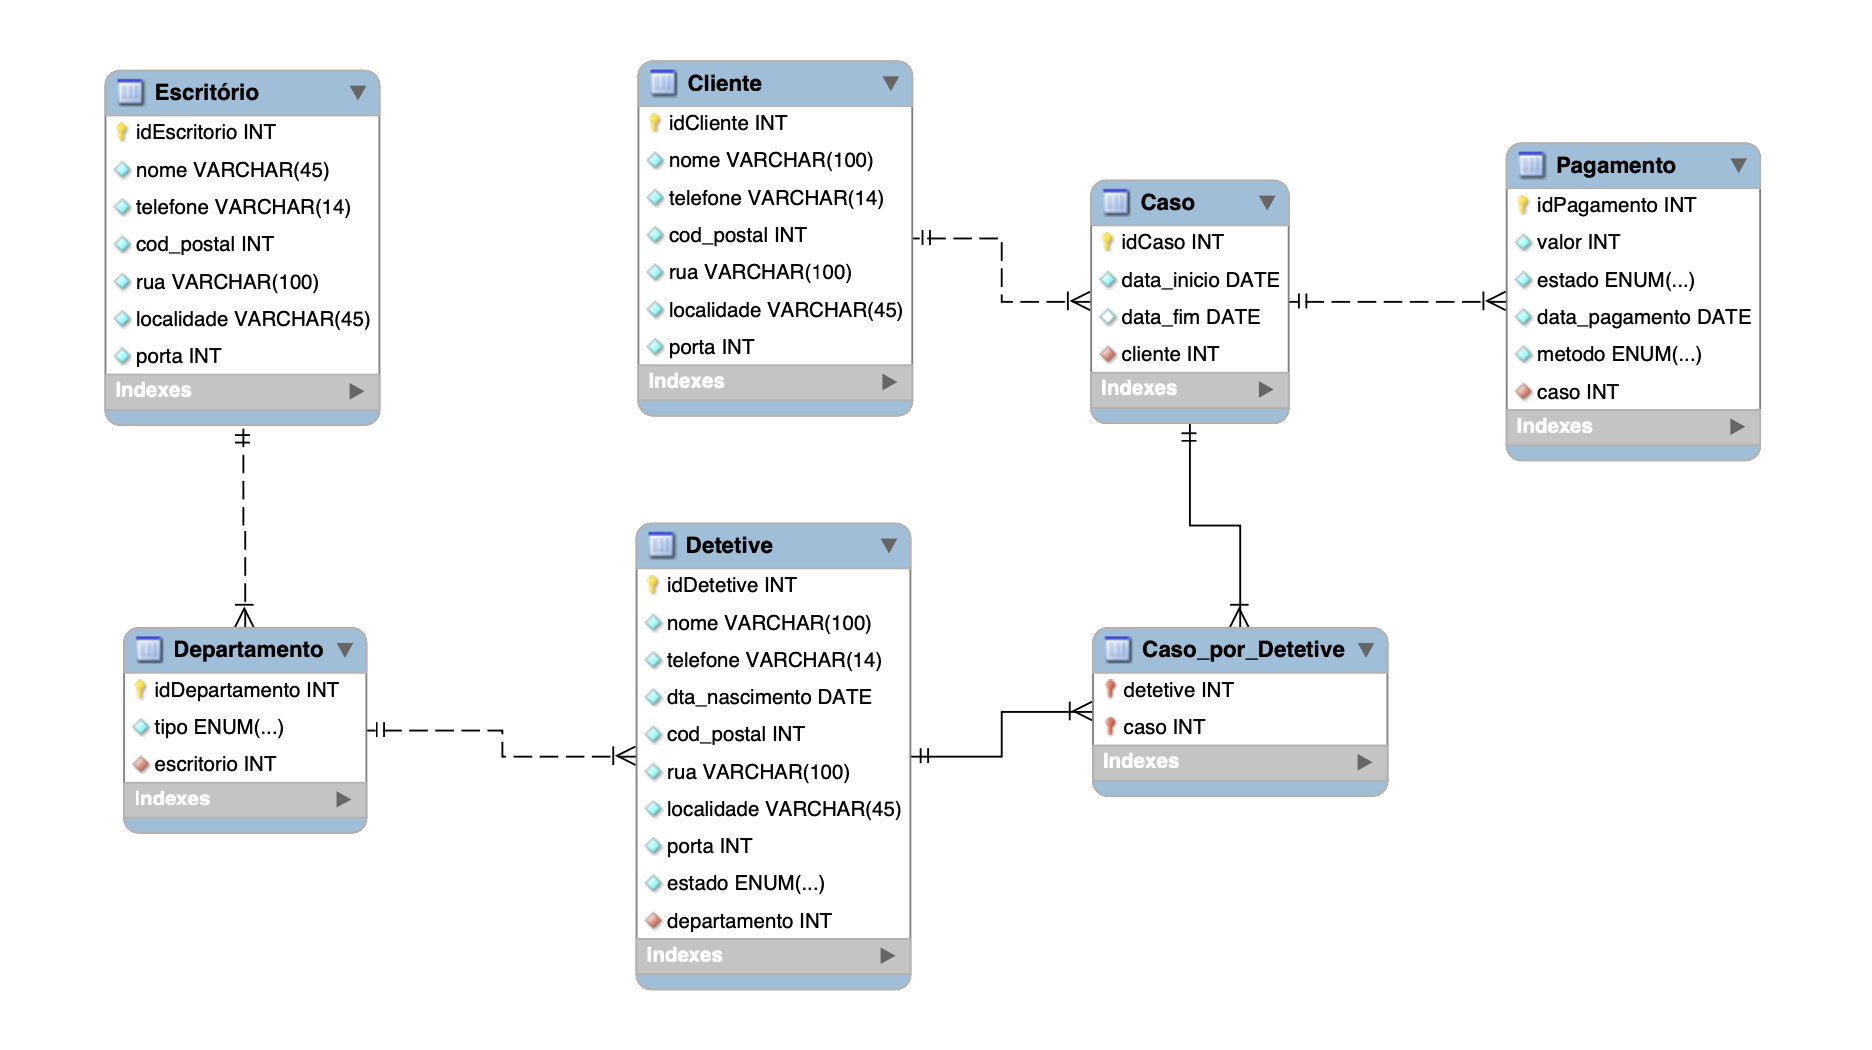 Escritório
idEscritorio INT
nome VARCHAR(45)
telefone VARCHAR(14)
cod_postal INT
rua VARCHAR(100)
localidade VARCHAR(45)
porta INT
Indexes
Cliente
idCliente INT
nome VARCHAR(100)
telefone VARCHAR(14)
cod_postal INT
rua VARCHAR(100)
localidade VARCHAR(45)
porta INT
Indexes
Caso
idCaso INT
data_inicio DATE
data_fim DATE
cliente INT
Indexes
Pagamento
idPagamento INT
valor INT
estado ENUM(...)
data_pagamento DATE
metodo ENUM(...)
caso INT
Indexes
Departamento
idDepartamento INT
tipo ENUM(...)
escritorio INT
Indexes
Detetive
idDetetive INT
nome VARCHAR(100)
telefone VARCHAR(14)
dta_nascimento DATE
cod_postal INT
rua VARCHAR(100)
localidade VARCHAR(45)
porta INT
estado ENUM(...)
departamento INT
Indexes
Caso_por_Detetive
detetive INT
caso INT
Indexes